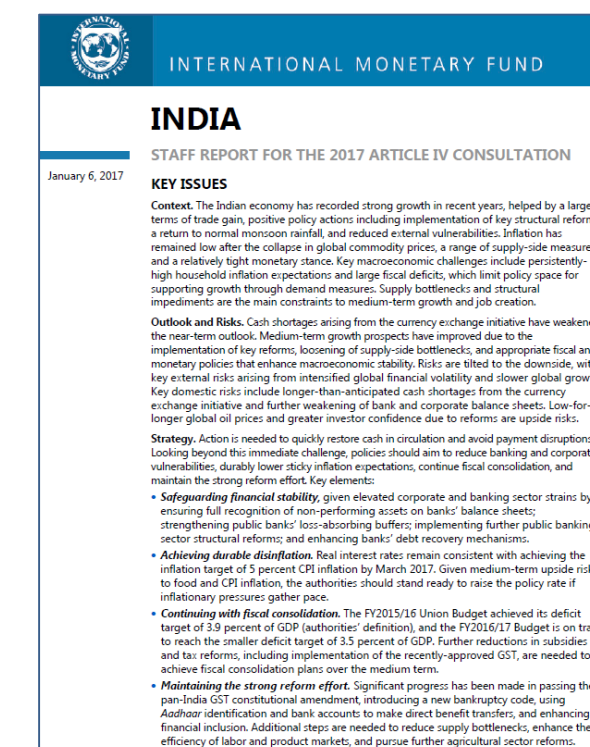 INTERNATIONAL MONETARY FUND
INTERNATIONAL MONETARY FUND
INDIA
STAFF REPORT FOR THE 2017 ARTICLE IV CONSULTATION
January 6, 2017
KEY ISSUES
Context. The Indian economy has recorded strong growth in recent years, helped by a large
terms of trade gain, positive policy actions including implementation of key structural reform
a return to normal monsoon rainfall, and reduced external vulnerabilities. Inflation has
remained low after the collapse in global commodity prices, a range of supply-side measure
and a relatively tight monetary stance. Key macroeconomic challenges include persistently-
high household inflation expectations and large fiscal deficits, which limit policy space for
supporting growth through demand measures. Supply bottlenecks and structural
impediments are the main constraints to medium-term growth and job creation.
Outlook and Risks. Cash shortages arising from the currency exchange initiative have weakene
the near-term outlook. Medium-term growth prospects have improved due to the
implementation of key reforms, loosening of supply-side bottlenecks, and appropriate fiscal an
monetary policies that enhance macroeconomic stability. Risks are tilted to the downside, wit
key external risks arising from intensified global financial volatility and slower global grow
Key domestic risks include longer-than-anticipated cash shortages from the currency
exchange initiative and further weakening of bank and corporate balance sheets. Low-for-
longer global oil prices and greater investor confidence due to reforms are upside risks.
Strategy. Action is needed to quickly restore cash in circulation and avoid payment disruptions
Looking beyond this immediate challenge, policies should aim to reduce banking and corporat
vulnerabilities, durably lower sticky inflation expectations, continue fiscal consolidation, and
maintain the strong reform effort. Key elements:
• Safeguarding financial stability, given elevated corporate and banking sector strains by
ensuring full recognition of non-performing assets on banks' balance sheets;
strengthening public banks' loss-absorbing buffers; implementing further public banking
sector structural reforms; and enhancing banks' debt recovery mechanisms.
• Achieving durable disinflation. Real interest rates remain consistent with achieving the
inflation target of 5 percent CPI inflation by March 2017. Given medium-term upside risk
to food and CPI inflation, the authorities should stand ready to raise the policy rate if
inflationary pressures gather pace.
• Continuing with fiscal consolidation. The FY2015/16 Union Budget achieved its deficit
target of 3.9 percent of GDP (authorities' definition), and the FY2016/17 Budget is on tra
to reach the smaller deficit target of 3.5 percent of GDP. Further reductions in subsidies
and tax reforms, including implementation of the recently-approved GST, are needed to
achieve fiscal consolidation plans over the medium term.
• Maintaining the strong reform effort. Significant progress has been made in passing the
pan-India GST constitutional amendment, introducing a new bankruptcy code, using
Aadhaar identification and bank accounts to make direct benefit transfers, and enhancing
financial inclusion. Additional steps are needed to reduce supply bottlenecks, enhance the
efficiency of labor and product markets, and pursue further agricultural sector reforms.